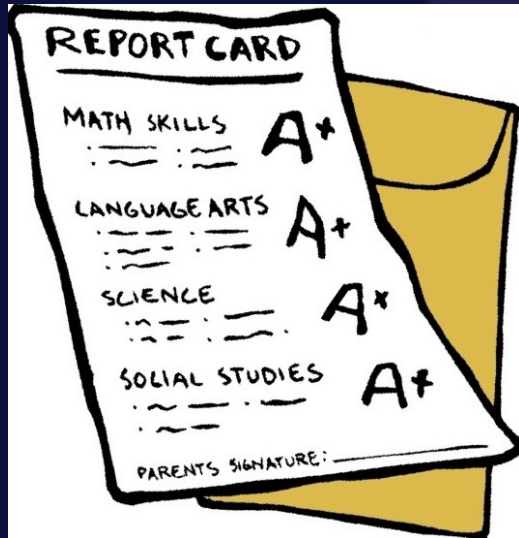 REPORT CARD
MATH SKILLS A+
LANGUAGE ARTS A+
SCIENCE A+
SOCIAL STUDIES A+
PARENTS SIGNATURE: